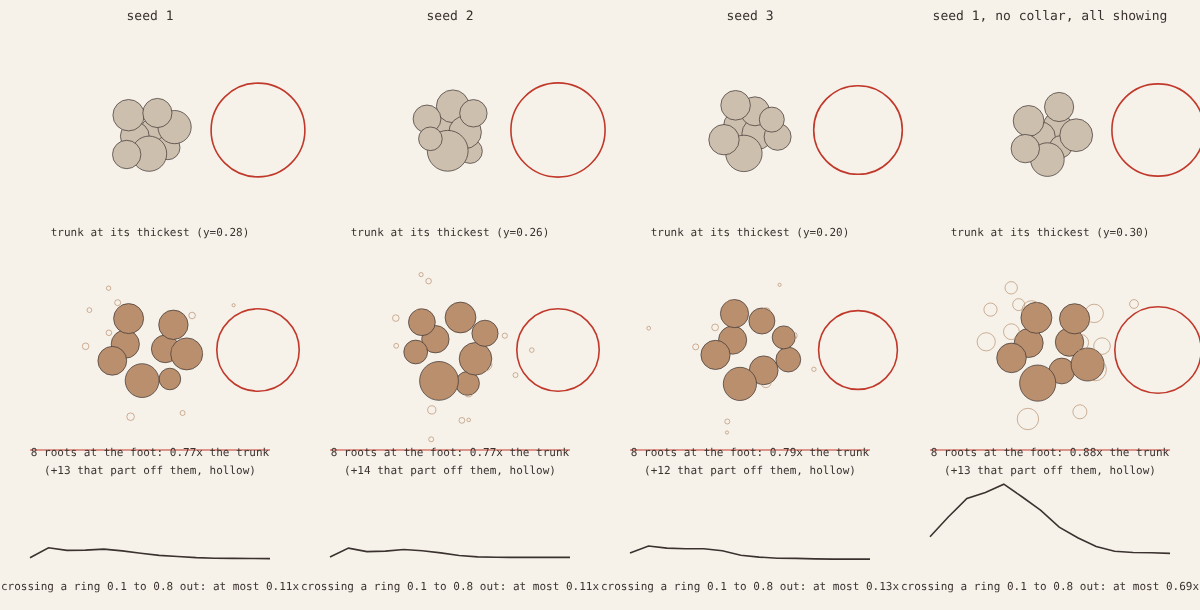 seed 1
seed 2
seed 3
seed 1, no collar, all showing
trunk at its thickest (y=0.28)
trunk at its thickest (y=0.26)
trunk at its thickest (y=0.20)
trunk at its thickest (y=0.30)
8 roots at the foot: 0.77x the trunk
(+13 that part off them, hollow)
8 roots at the foot: 0.77x the trunk
(+14 that part off them, hollow)
8 roots at the foot: 0.79x the trunk
(+12 that part off them, hollow)
8 roots at the foot: 0.88x the trunk
(+13 that part off them, hollow)
crossing a ring 0.1 to 0.8 out: at most 0.11x
crossing a ring 0.1 to 0.8 out: at most 0.11x
crossing a ring 0.1 to 0.8 out: at most 0.13x
crossing a ring 0.1 to 0.8 out: at most 0.69x